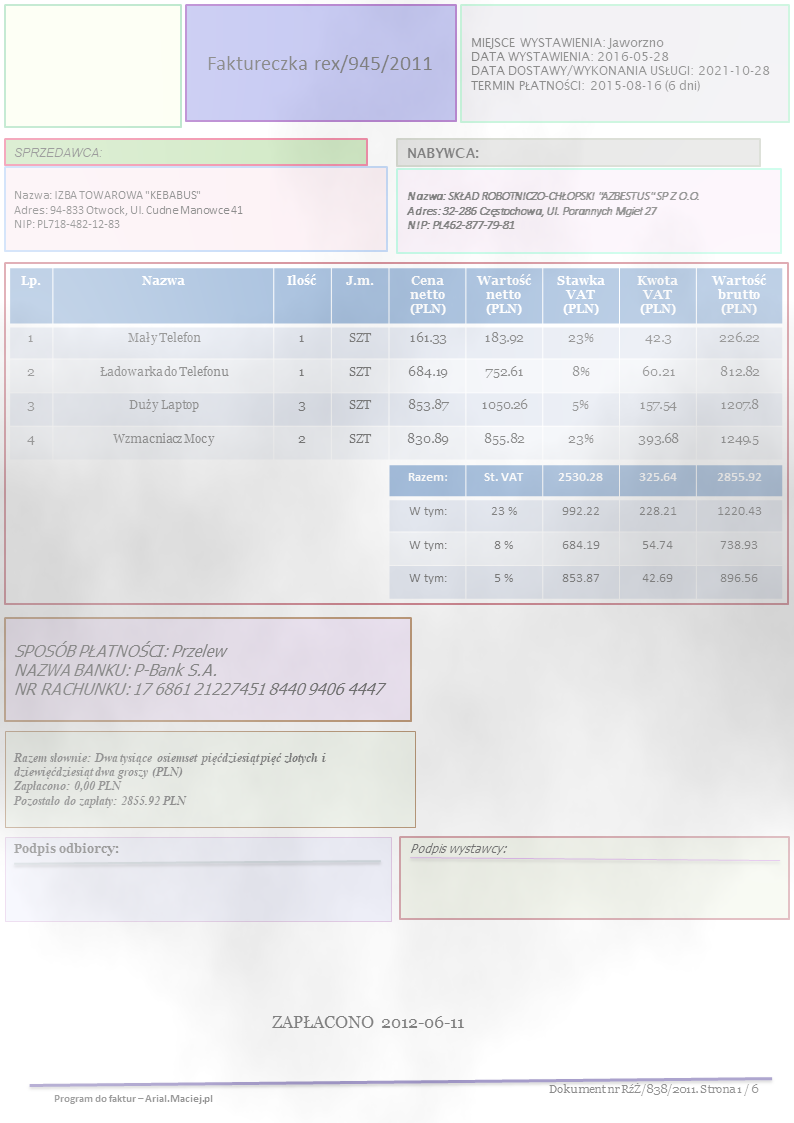 Faktureczka rex/945/2011
MIEJSCE WYSTAWIENIA: Jaworzno
DATA WYSTAWIENIA: 2016-05-28
DATA DOSTAWY/WYKONANIA USŁUGI: 2021-10-28
TERMIN PŁATNOŚCI: 2015-08-16 (6 dni)
SPRZEDAWCA:
Nazwa: IZBA TOWAROWA "KEBABUS"
Adres: 94-833 Otwock, Ul. Cudne Manowce 41
NIP: PL718-482-12-83
NABYWCA:
Nazwa: SKŁAD ROBOTNICZO-CHŁOPSKI "AZBESTUS" SP Z O.O.
Adres: 32-286 Częstochowa, Ul. Porannych Mgieł 27
NIP: PL462-877-79-81
Lp. Nazwa Ilość J.m. Cena netto (PLN) Wartość netto (PLN) Stawka VAT (PLN) Kwota VAT (PLN) Wartość brutto (PLN)
1 Mały Telefon 1 SZT 161.33 183.92 23% 42.3 226.22
2 Ładowarka do Telefonu 1 SZT 684.19 752.61 8% 60.21 812.82
3 Duży Laptop 3 SZT 853.87 1050.26 5% 157.54 1207.8
4 Wzmacniacz Mocy 2 SZT 830.89 855.82 23% 393.68 1249.5
Razem: St. VAT 2530.28 325.64 2855.92
W tym: 23 % 992.22 228.21 1220.43
W tym: 8 % 684.19 54.74 738.93
W tym: 5 % 853.87 42.69 896.56
SPOSÓB PŁATNOŚCI: Przelew
NAZWA BANKU: P-Bank S.A.
NR RACHUNKU: 17 6861 21227451 8440 9406 4447
Razem słownie: Dwa tysiące osiemset pięćdziesiąt pięć złotych i
dziewięćdziesiąt dwa groszy (PLN)
Zapłacono: 0,00 PLN
Pozostało do zapłaty: 2855.92 PLN
Podpis odbiorcy:
Podpis wystawcy:
ZAPŁACONO 2012-06-11
Dokument nr RźŻ/838/2011. Strona 1 / 6
Program do faktur – Arial.Maciej.pl